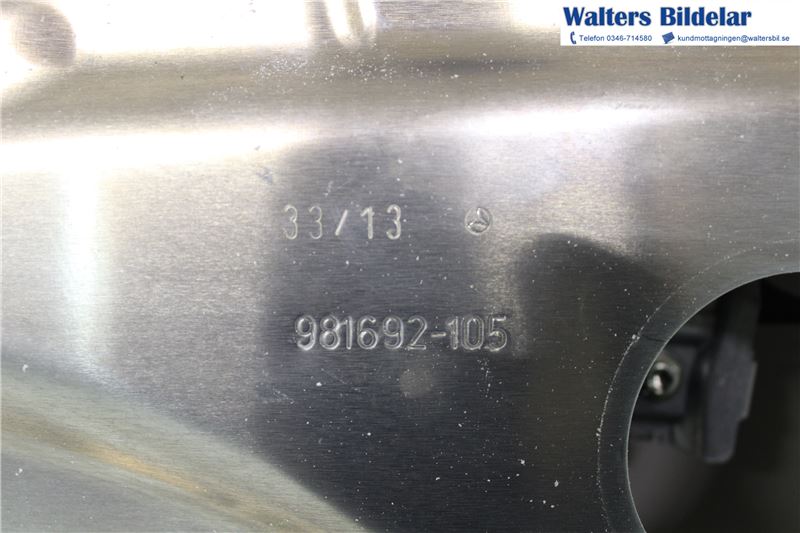 Walters Bildelar
Telefon 0346-714580 kundmottagningen@waltersbil.se
33/13
981692-105